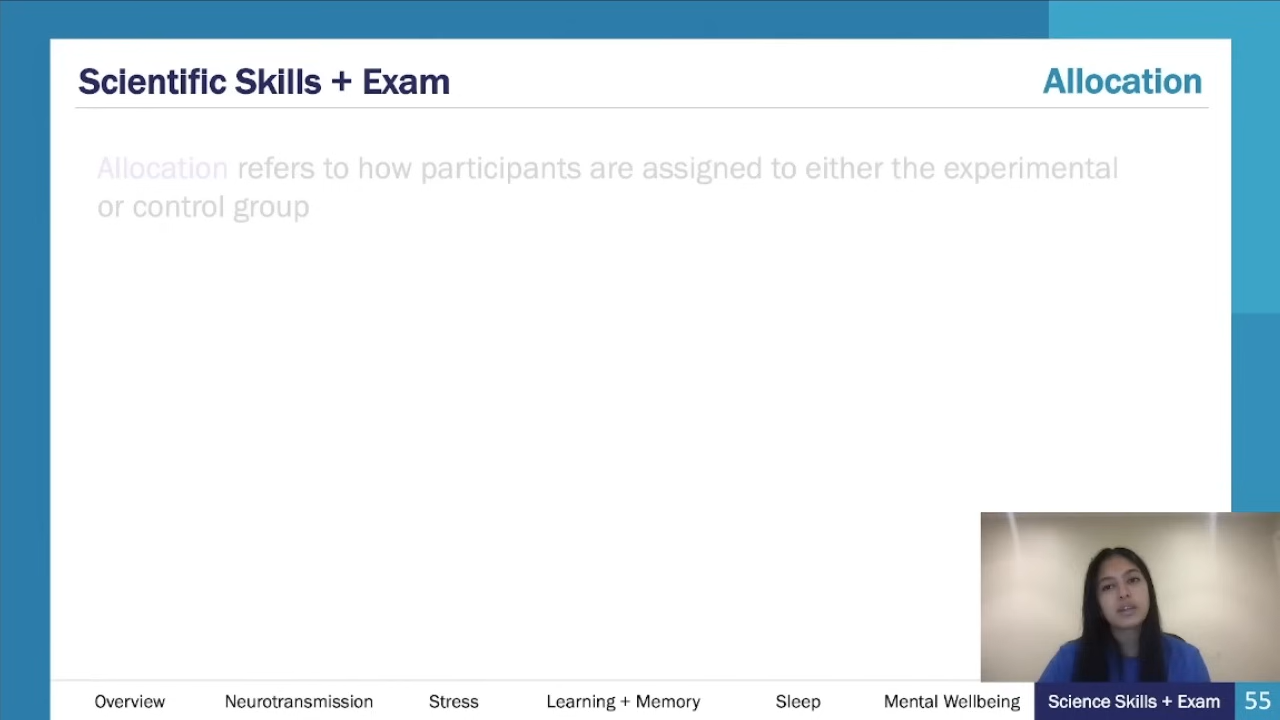 Scientific Skills + Exam
Allocation
Allocation refers to how participants are assigned to either the experimental
or control group
Overview
Neurotransmission
Stress
Learning + Memory
Sleep
Mental Wellbeing
Science Skills + Exam
55